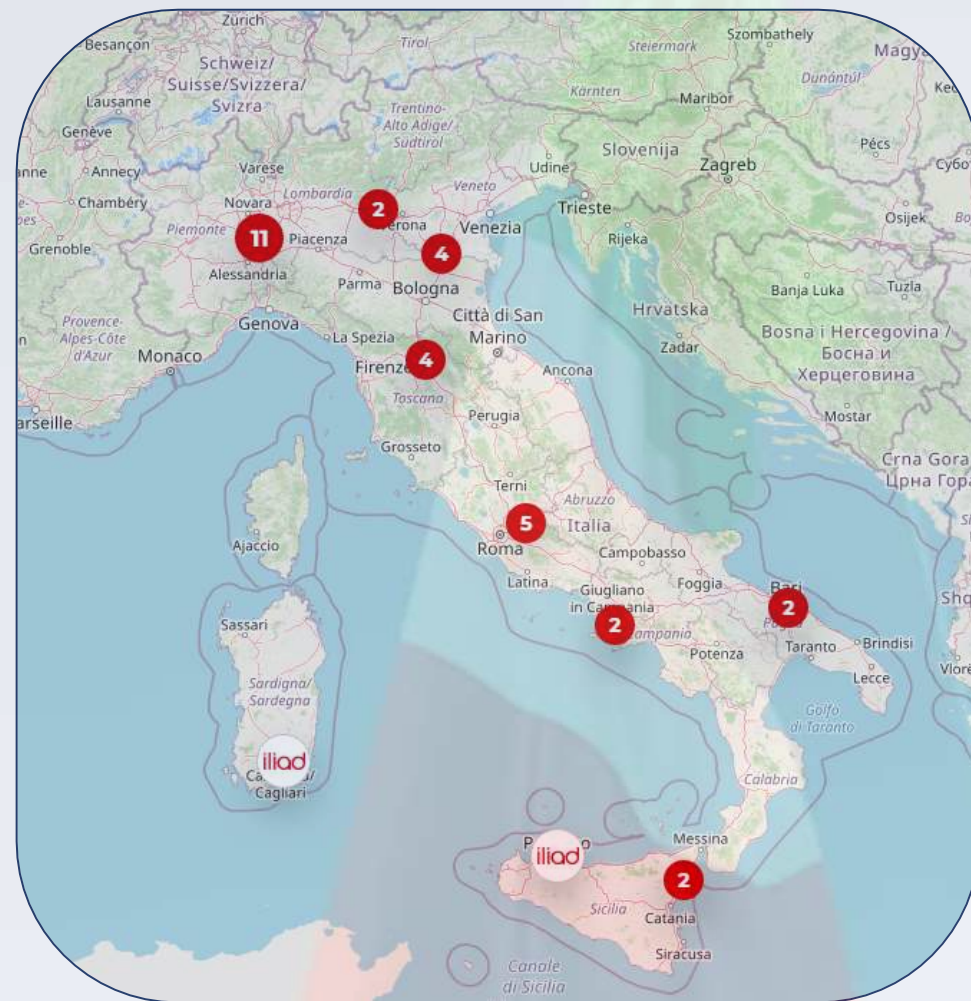 Zürich
Besançon
Tirol
Steiermark
Szombathely
Schweiz/
Suisse/Svizzera/
Svizra
Lausanne
Kärnten
Maribor
Dunántúl
Genève
Trentino-
Alto Adige/
Südtirol
Slovenija
Pécs
Annecy
Varese
Udine
Zagreb
Chambéry
Novara
Lombardia
2
Veneto
Trieste
Osijek
Piemonte
11
Piacenza
Venezia
Rijeka
Grenoble
4
Alessandria
Parma
Bologna
Banja Luka
Tuzla
Provence-
Alpes-Côte
d'Azur
Genova
Città di San
Marino
Hrvatska
La Spezia
Bosna i Hercegovina /
Босна и
Херцеговина
Monaco
Firenze
4
Zadar
Ancona
Toscana
Perugia
Mostar
Grosseto
Crna Gora
Црна Гора
Terni
Abruzzo
5
Italia
Ajaccio
Roma
Campobasso
Latina
Giugliano
in Campania
Foggia
Bari
2
2
Puglia
Campania
Sassari
Potenza
Taranto
Brindisi
Lecce
Sardigna/
Sardegna
Golfo
di Taranto
iliad
Cagliari
Calabria
Messina
iliad
2
Sicilia
Catania
Siracusa
Canale
di Sicilia